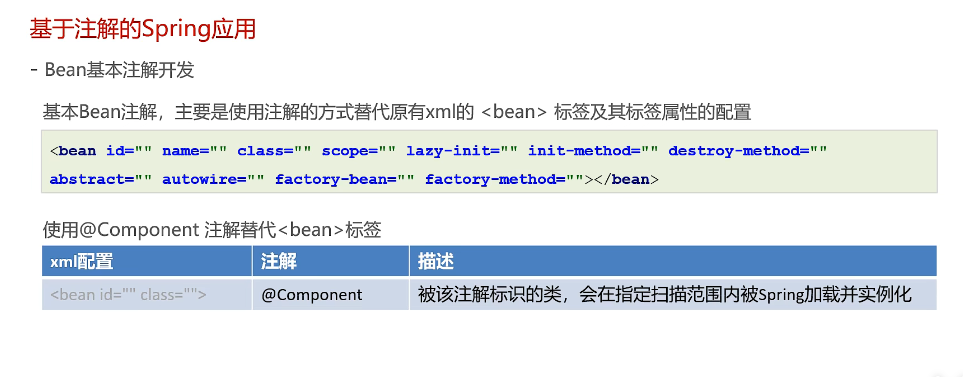 基于注解的Spring应用
- Bean基本注解开发
基本Bean注解，主要是使用注解的方式替代原有xml的 <bean> 标签及其标签属性的配置
<bean id="" name="" class="" scope="" lazy-init="" init-method="" destroy-method=""
abstract="" autowire="" factory-bean="" factory-method=""></bean>
使用@Component 注解替代<bean>标签
xml配置 注解 描述
<bean id="" class=""> @Component 被该注解标识的类，会在指定扫描范围内被Spring加载并实例化